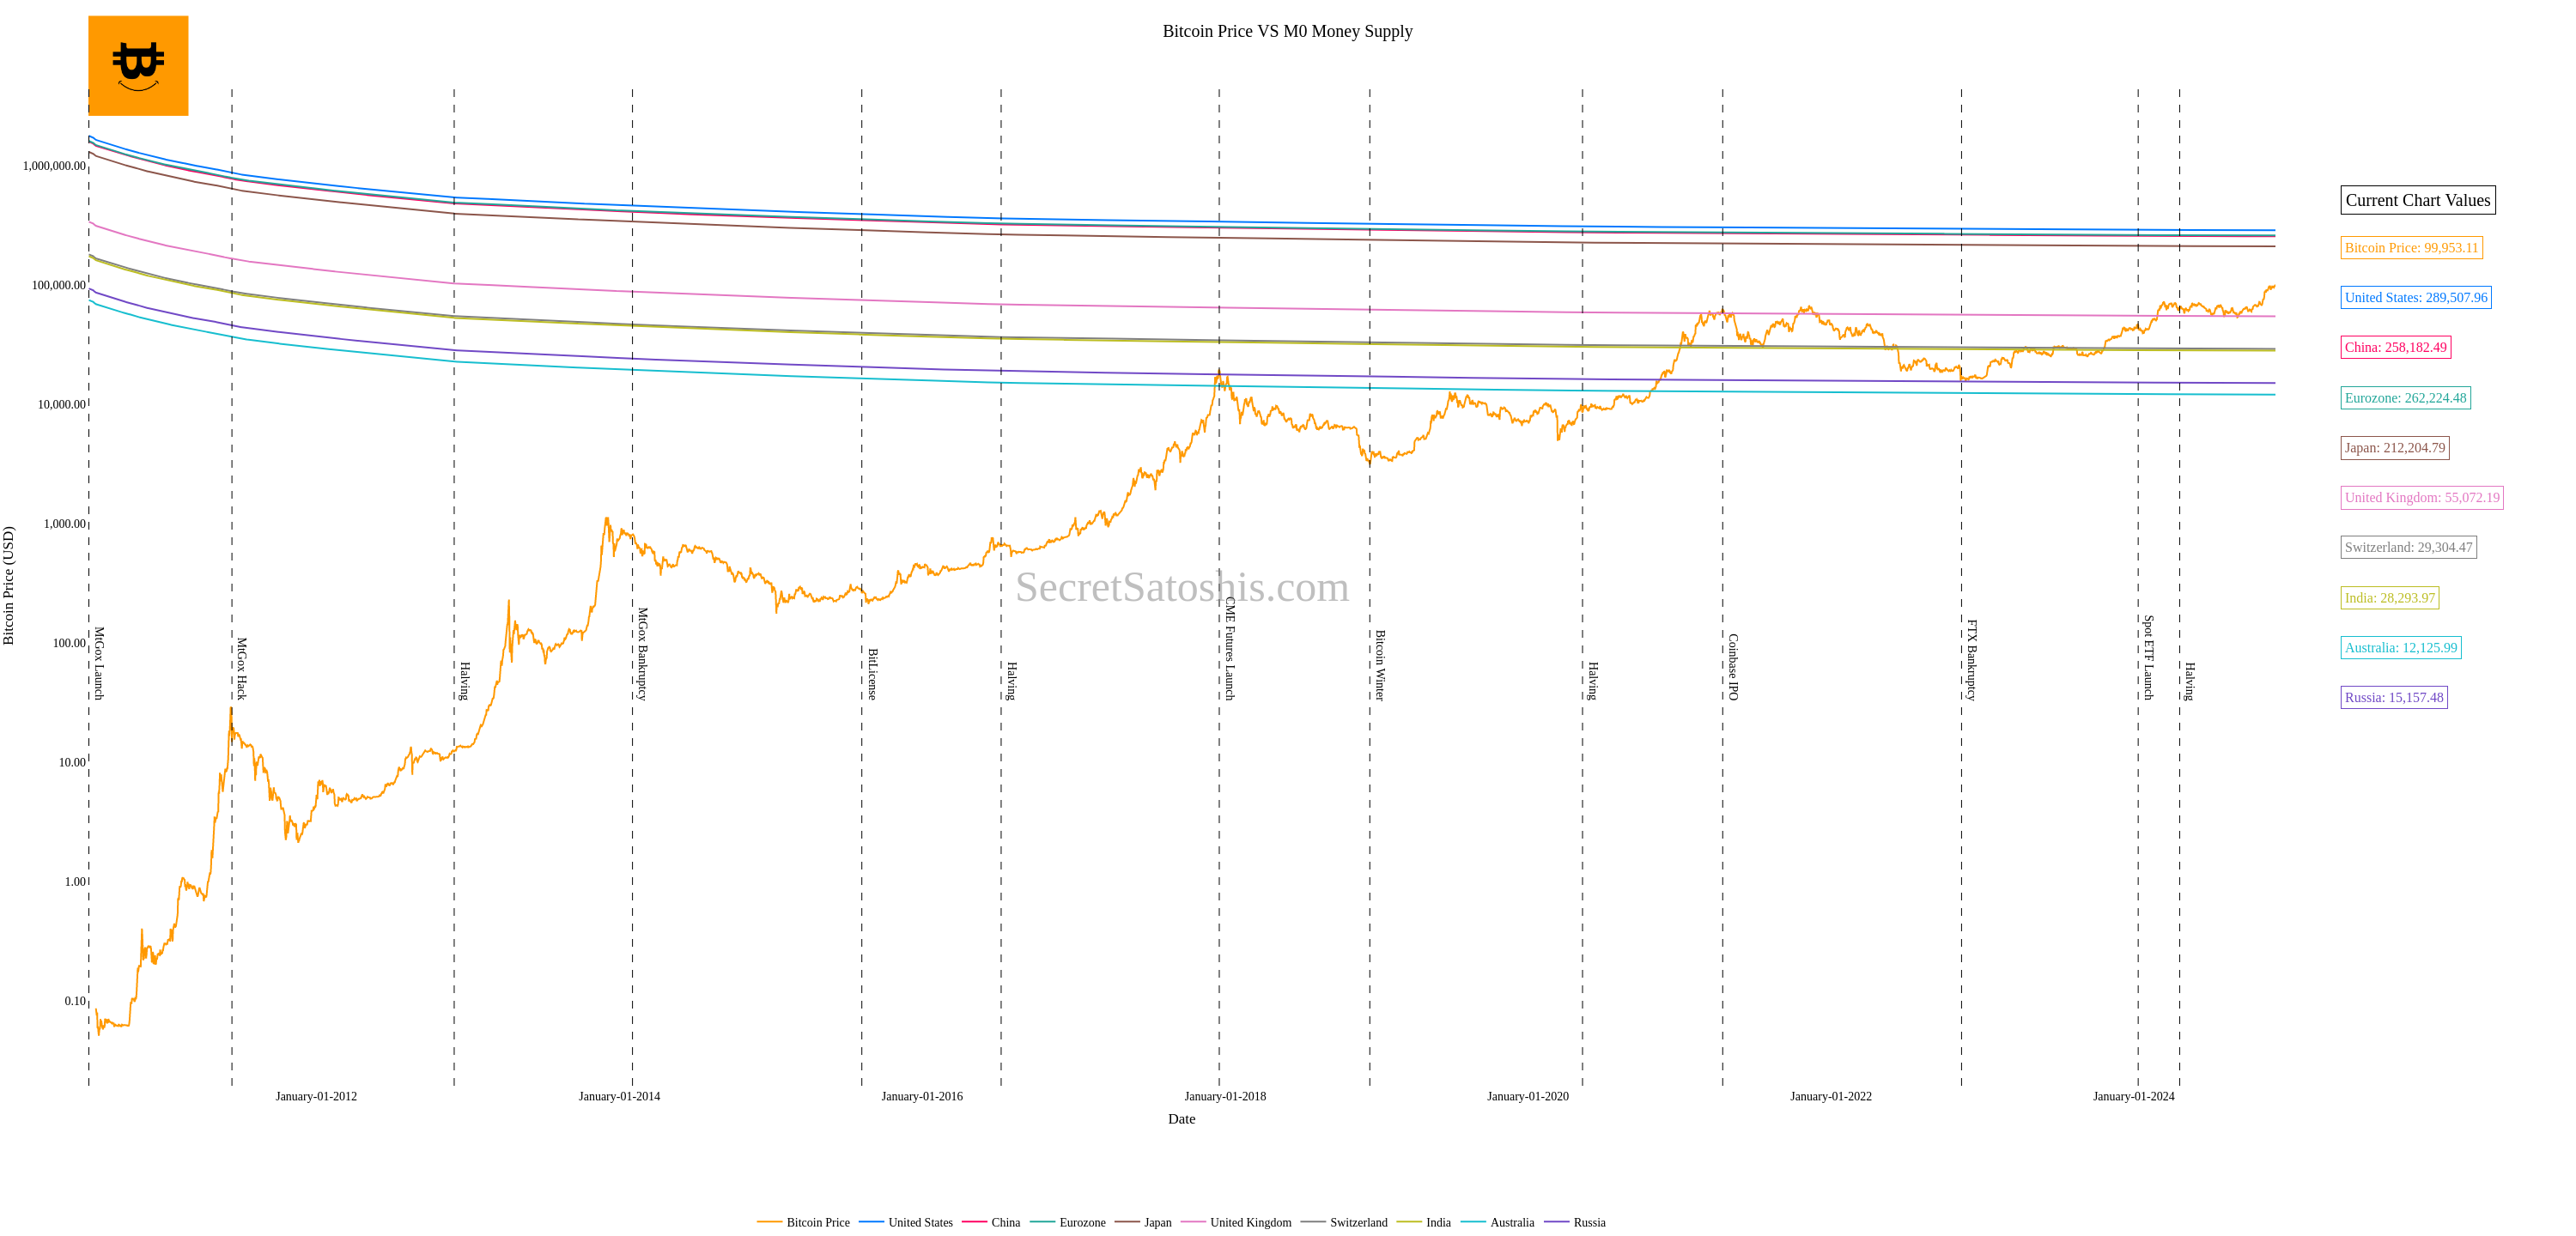 Bitcoin Price VS M0 Money Supply
1,000,000.00
100,000.00
10,000.00
1,000.00
100.00
10.00
1.00
0.10
Bitcoin Price (USD)
SecretSatoshis.com
MtGox Launch
MtGox Hack
Halving
MtGox Bankruptcy
BitLicense
Halving
CME Futures Launch
Bitcoin Winter
Halving
Coinbase IPO
FTX Bankruptcy
Spot ETF Launch
Halving
January-01-2012
January-01-2014
January-01-2016
January-01-2018
January-01-2020
January-01-2022
January-01-2024
Date
Current Chart Values
Bitcoin Price: 99,953.11
United States: 289,507.96
China: 258,182.49
Eurozone: 262,224.48
Japan: 212,204.79
United Kingdom: 55,072.19
Switzerland: 29,304.47
India: 28,293.97
Australia: 12,125.99
Russia: 15,157.48
Bitcoin Price
United States
China
Eurozone
Japan
United Kingdom
Switzerland
India
Australia
Russia